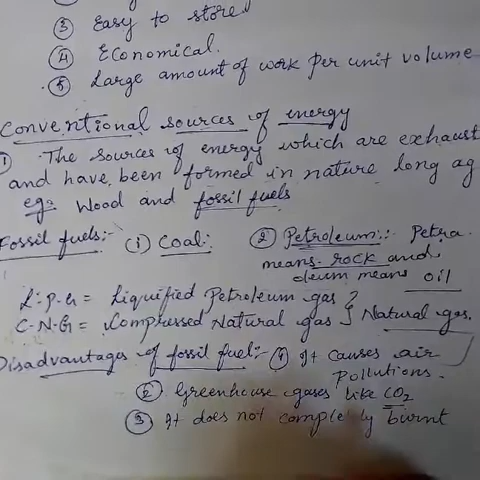 ③ Easy to store.
④ Economical.
⑤ Large amount of work per unit volume
Conventional sources of energy
① The sources of energy which are exhaust
and have been formed in nature long ag
eg: Wood and fossil fuels
Fossil fuels:- (i) Coal: ② Petroleum:- Petra
means rock and
oleum means oil
L.P.G = Liquified Petroleum gas }
C-N-G = Compressed Natural gas } Natural gas.
Disadvantages of fossil fuel:- ① It causes air
Pollutions.
② Greenhouse gases like CO2
③ It does not completly burnt